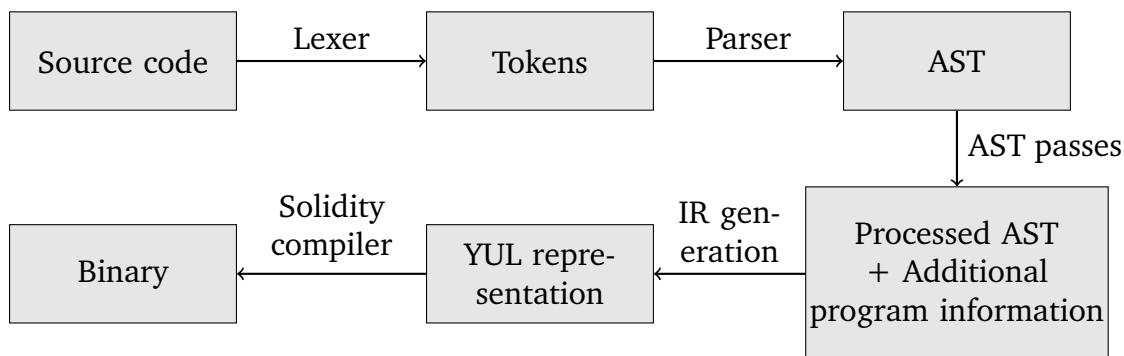 Source code
Lexer
Tokens
Parser
AST
AST passes
Processed AST
+ Additional
program information
IR gen-
eration
YUL repre-
sentation
Solidity
compiler
Binary